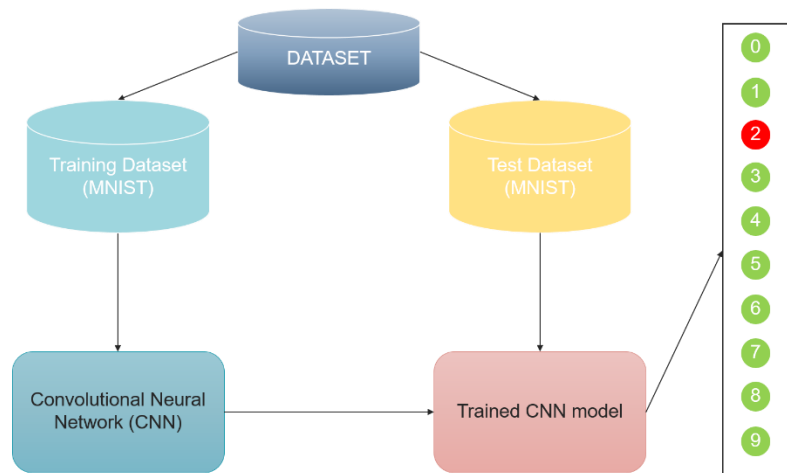 DATASET
Training Dataset
(MNIST)
Test Dataset
(MNIST)
Convolutional Neural
Network (CNN)
Trained CNN model
0
1
2
3
4
5
6
7
8
9